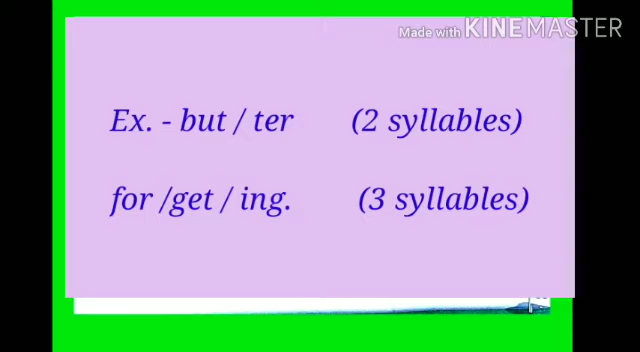 Made with KINEMASTER
Ex. - but / ter (2 syllables)
for /get / ing. (3 syllables)